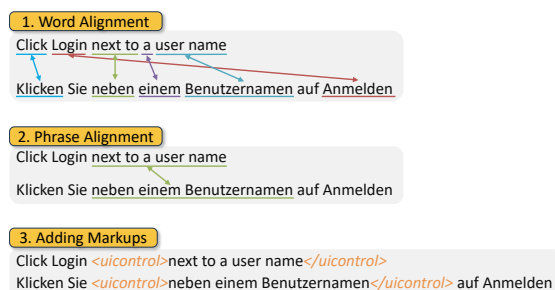 1. Word Alignment
Click Login next to a user name
Klicken Sie neben einem Benutzernamen auf Anmelden
2. Phrase Alignment
Click Login next to a user name
Klicken Sie neben einem Benutzernamen auf Anmelden
3. Adding Markups
Click Login <uicontrol>next to a user name</uicontrol>
Klicken Sie <uicontrol>neben einem Benutzernamen</uicontrol> auf Anmelden